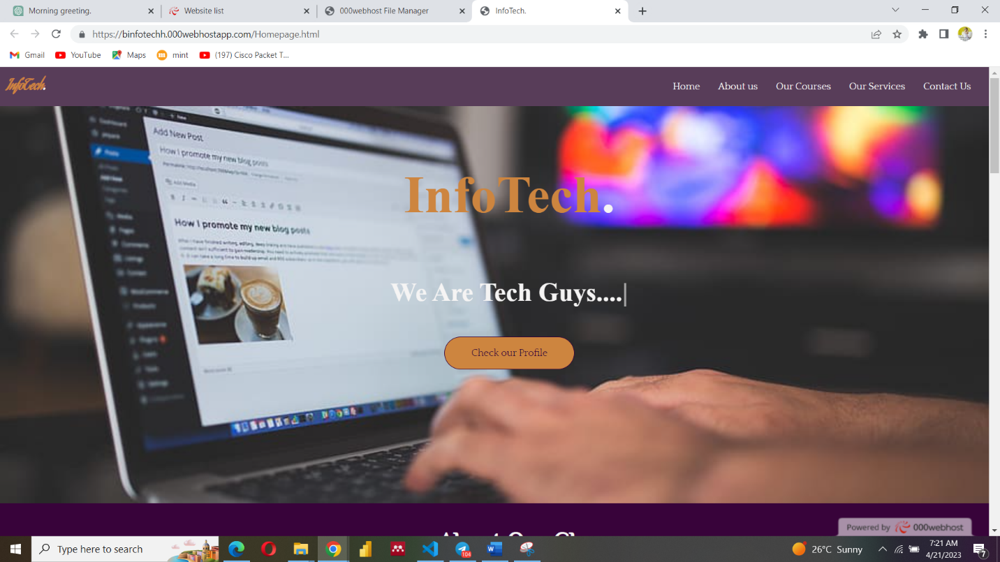 Morning greeting.
Website list
000webhost File Manager
InfoTech.
https://binfotechh.000webhostapp.com/Homepage.html
Gmail
YouTube
Maps
mint
(197) Cisco Packet T...
InfoTech.
Home
About us
Our Courses
Our Services
Contact Us
Add New Post
How I promote my new blog posts
Add Media
How I promote my new blog posts
InfoTech.
We Are Tech Guys....|
Check our Profile
Powered by 000webhost
Type here to search
104
26°C Sunny
7:21 AM
4/21/2023
7